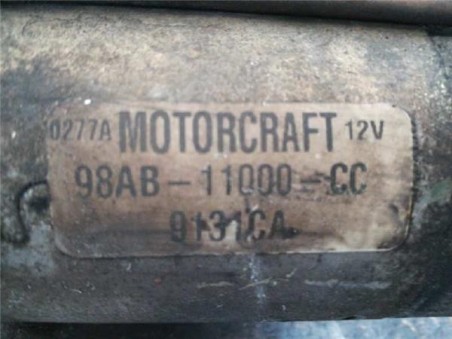 0277A MOTORCRAFT 12V
98AB-11000-CC
9131CA